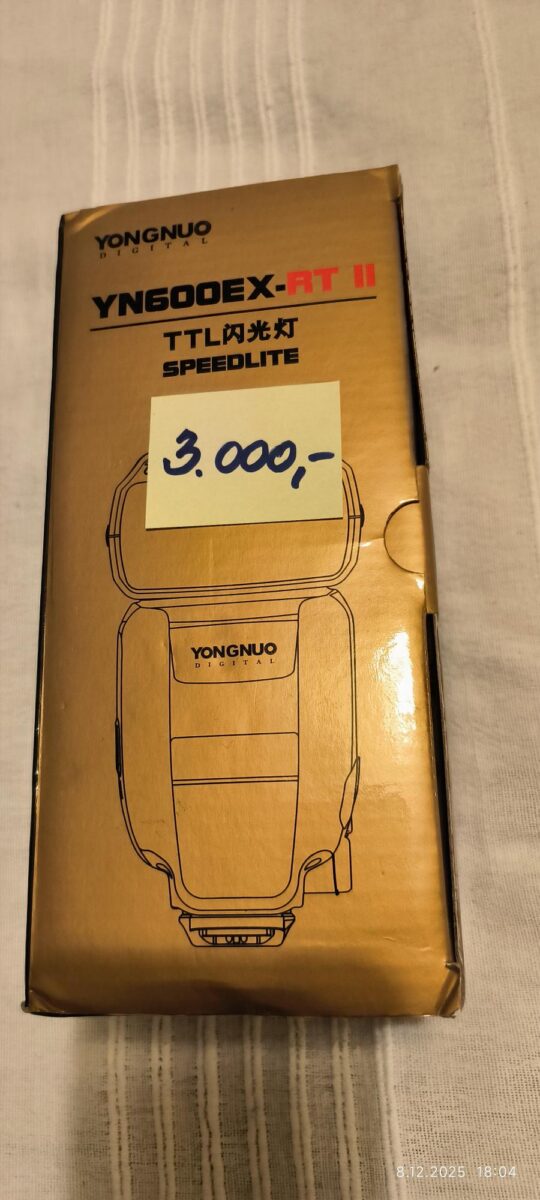 YONGNUO
DIGITAL
YN600EX-RT II
TTL闪光灯
SPEEDLITE
3.000,-
YONGNUO
DIGITAL
8.12.2025 18:04